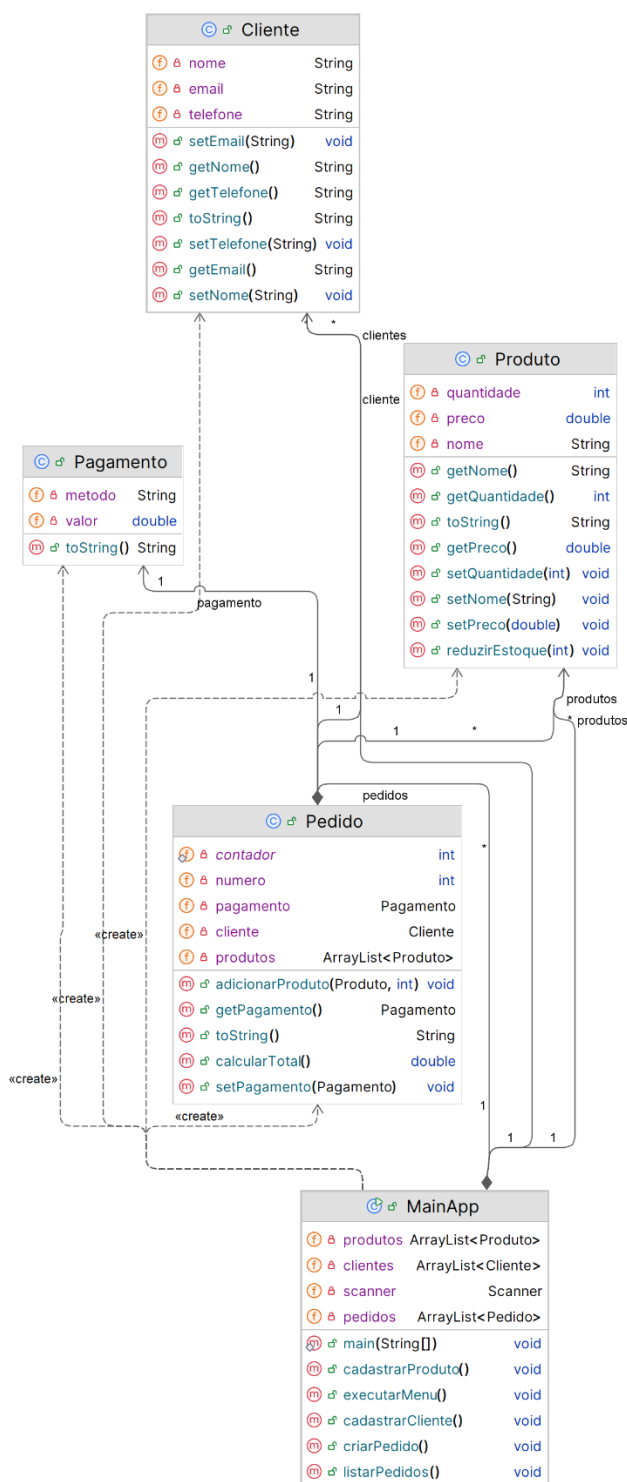 Cliente
nome String
email String
telefone String
setEmail(String) void
getNome() String
getTelefone() String
toString() String
setTelefone(String) void
getEmail() String
setNome(String) void
*
clientes
cliente
Produto
quantidade int
preco double
nome String
getNome() String
getQuantidade() int
toString() String
getPreco() double
setQuantidade(int) void
setNome(String) void
setPreco(double) void
reduzirEstoque(int) void
Pagamento
metodo String
valor double
toString() String
1
pagamento
1
1
1
*
produtos
* produtos
pedidos
*
Pedido
contador int
numero int
pagamento Pagamento
cliente Cliente
produtos ArrayList<Produto>
adicionarProduto(Produto, int) void
getPagamento() Pagamento
toString() String
calcularTotal() double
setPagamento(Pagamento) void
«create»
«create»
«create»
«create»
1
1
1
MainApp
produtos ArrayList<Produto>
clientes ArrayList<Cliente>
scanner Scanner
pedidos ArrayList<Pedido>
main(String[]) void
cadastrarProduto() void
executarMenu() void
cadastrarCliente() void
criarPedido() void
listarPedidos() void